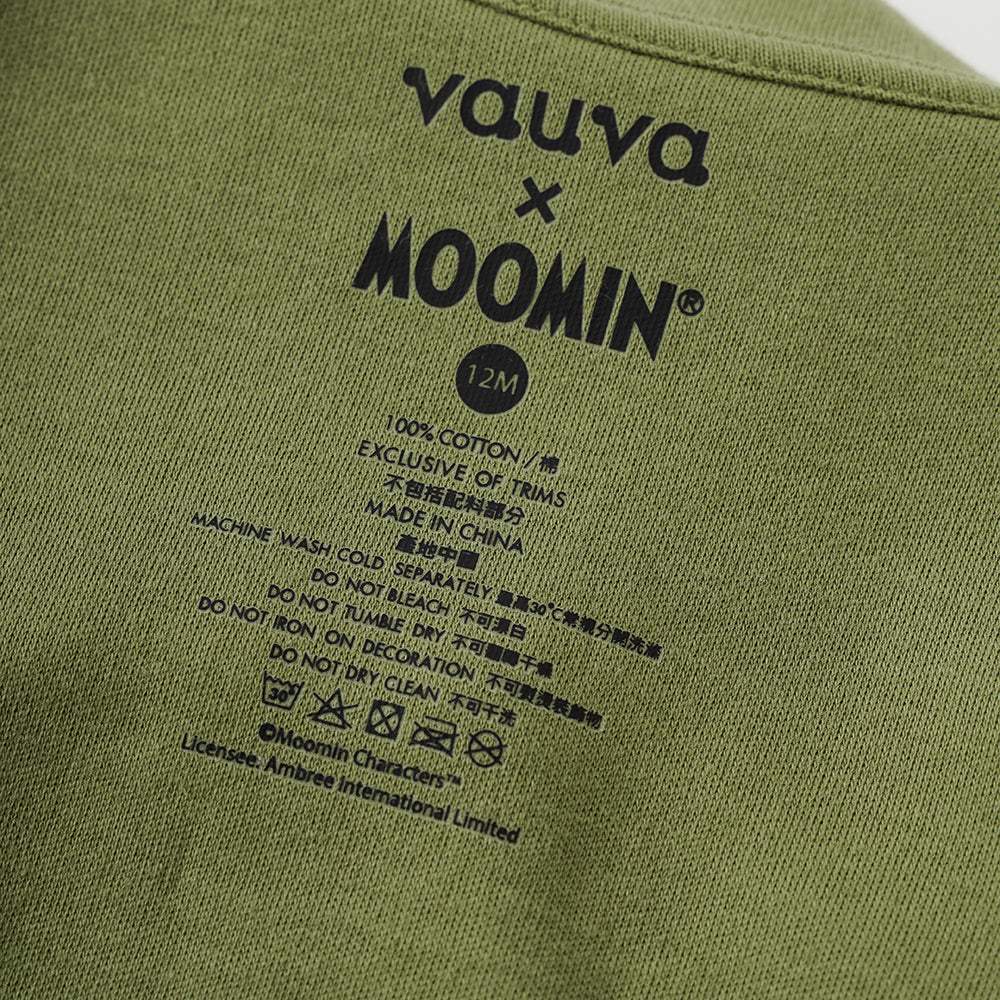 vauva
×
MOOMIN®
12M
100% COTTON / 棉
EXCLUSIVE OF TRIMS
不包括配料部分
MADE IN CHINA
產地中國
MACHINE WASH COLD SEPARATELY 最高30°C常規分開洗滌
DO NOT BLEACH 不可漂白
DO NOT TUMBLE DRY 不可翻轉干燥
DO NOT IRON ON DECORATION 不可熨燙裝飾物
DO NOT DRY CLEAN 不可干洗
30°
©Moomin Characters™
Licensee. Ambree International Limited